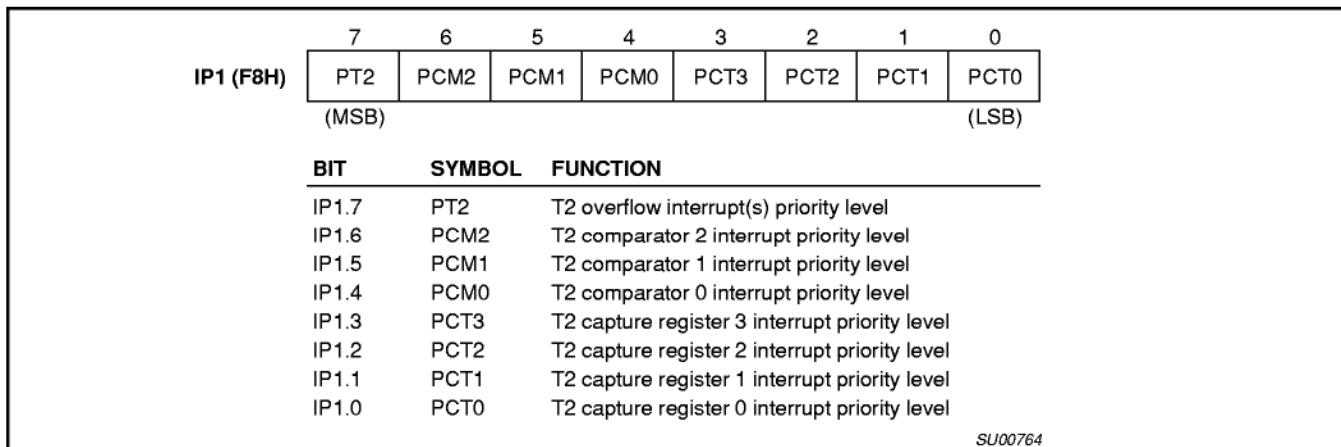 7 6 5 4 3 2 1 0
IP1 (F8H) PT2 PCM2 PCM1 PCM0 PCT3 PCT2 PCT1 PCT0
(MSB) (LSB)
BIT SYMBOL FUNCTION
IP1.7 PT2 T2 overflow interrupt(s) priority level
IP1.6 PCM2 T2 comparator 2 interrupt priority level
IP1.5 PCM1 T2 comparator 1 interrupt priority level
IP1.4 PCM0 T2 comparator 0 interrupt priority level
IP1.3 PCT3 T2 capture register 3 interrupt priority level
IP1.2 PCT2 T2 capture register 2 interrupt priority level
IP1.1 PCT1 T2 capture register 1 interrupt priority level
IP1.0 PCT0 T2 capture register 0 interrupt priority level
SU00764